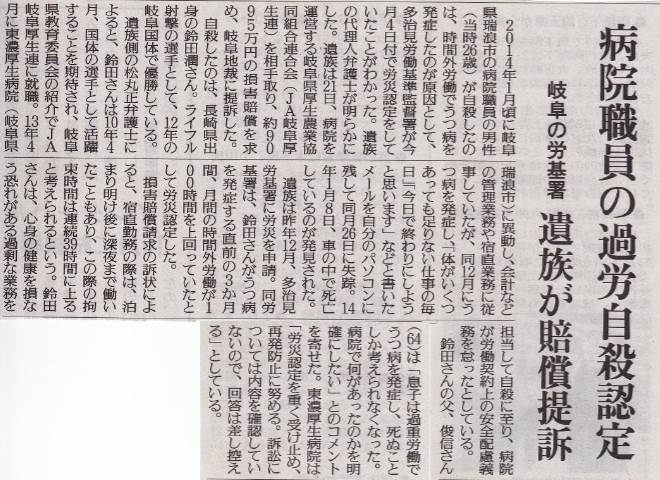 病院職員の過労自殺認定
岐阜の労基署 遺族が賠償提訴
２０１４年１月頃に岐阜
県瑞浪市の病院職員の男性
（当時26歳）が自殺したの
は、時間外労働でうつ病を
発症したのが原因として、
多治見労働基準監督署が今
月４日付で労災認定をして
いたことがわかった。遺族
の代理人弁護士が明らかに
した。遺族は21日、病院を
運営する岐阜県厚生農業協
同組合連合会（ＪＡ岐阜厚
生連）を相手取り、約９０
９５万円の損害賠償を求
め、岐阜地裁に提訴した。
自殺したのは、長崎県出
身の鈴田潤さん。ライフル
射撃の選手として、12年の
岐阜国体で優勝している。
遺族側の松丸正弁護士に
よると、鈴田さんは10年４
月、国体の選手として活躍
することを期待され、岐阜
県教育委員会の紹介でＪＡ
岐阜厚生連に就職。13年４
月に東濃厚生病院（岐阜県
瑞浪市）に異動し、会計など
の管理業務や宿直業務に従
事していたが、同12月にう
つ病を発症し、「体がいくつ
あっても足りない仕事の毎
日」「今日で終わりにしよう
と思います」などと書いた
メールを自分のパソコンに
残して同月26日に失踪。14
年１月８日、車の中で死亡
しているのが発見された。
遺族は昨年12月、多治見
労基署に労災を申請。同労
基署は、鈴田さんがうつ病
を発症する直前の３か月
間、月間の時間外労働が１
００時間を上回っていたと
して労災認定した。
損害賠償請求の訴状によ
ると、宿直勤務の際は、泊
まり明け後に深夜まで働い
たこともあり、この際の拘
束時間は連続39時間に上る
と考えられるという。鈴田
さんは、心身の健康を損な
う恐れがある過剰な業務を
担当して自殺に至り、病院
が労働契約上の安全配慮義
務を怠ったとしている。
鈴田さんの父、俊信さん
（64）は「息子は過重労働で
うつ病を発症し、死ぬこと
しか考えられなくなった。
病院で何があったのかを明
確にしたい」とのコメント
を寄せた。東濃厚生病院は
「労災認定を重く受け止め、
再発防止に努める。訴訟に
ついては内容を確認してい
ないので、回答は差し控え
る」としている。